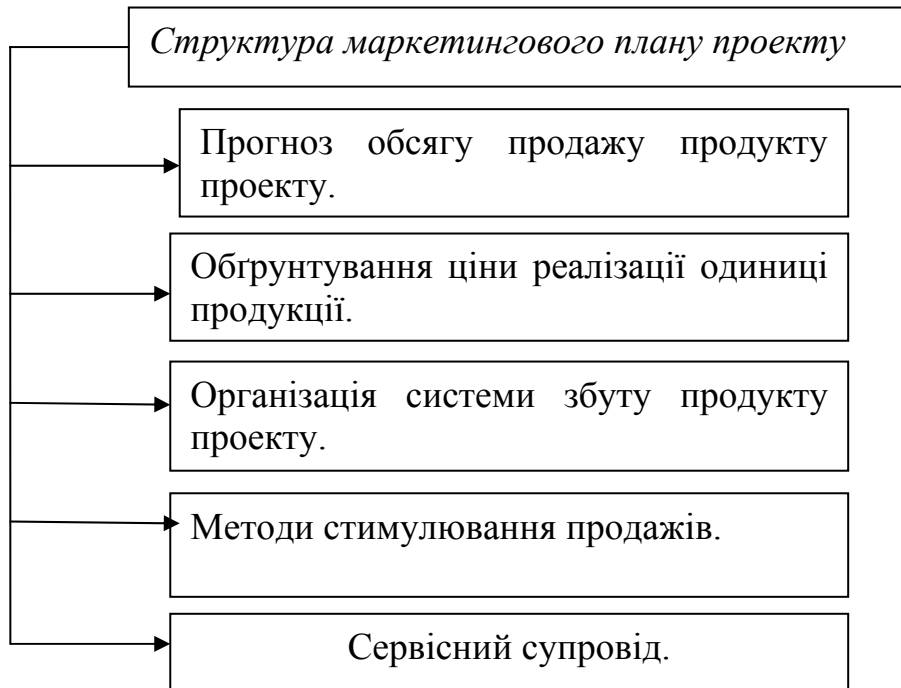 Структура маркетингового плану проекту
Прогноз обсягу продажу продукту
проекту.
Обґрунтування ціни реалізації одиниці
продукції.
Організація системи збуту продукту
проекту.
Методи стимулювання продажів.
Сервісний супровід.